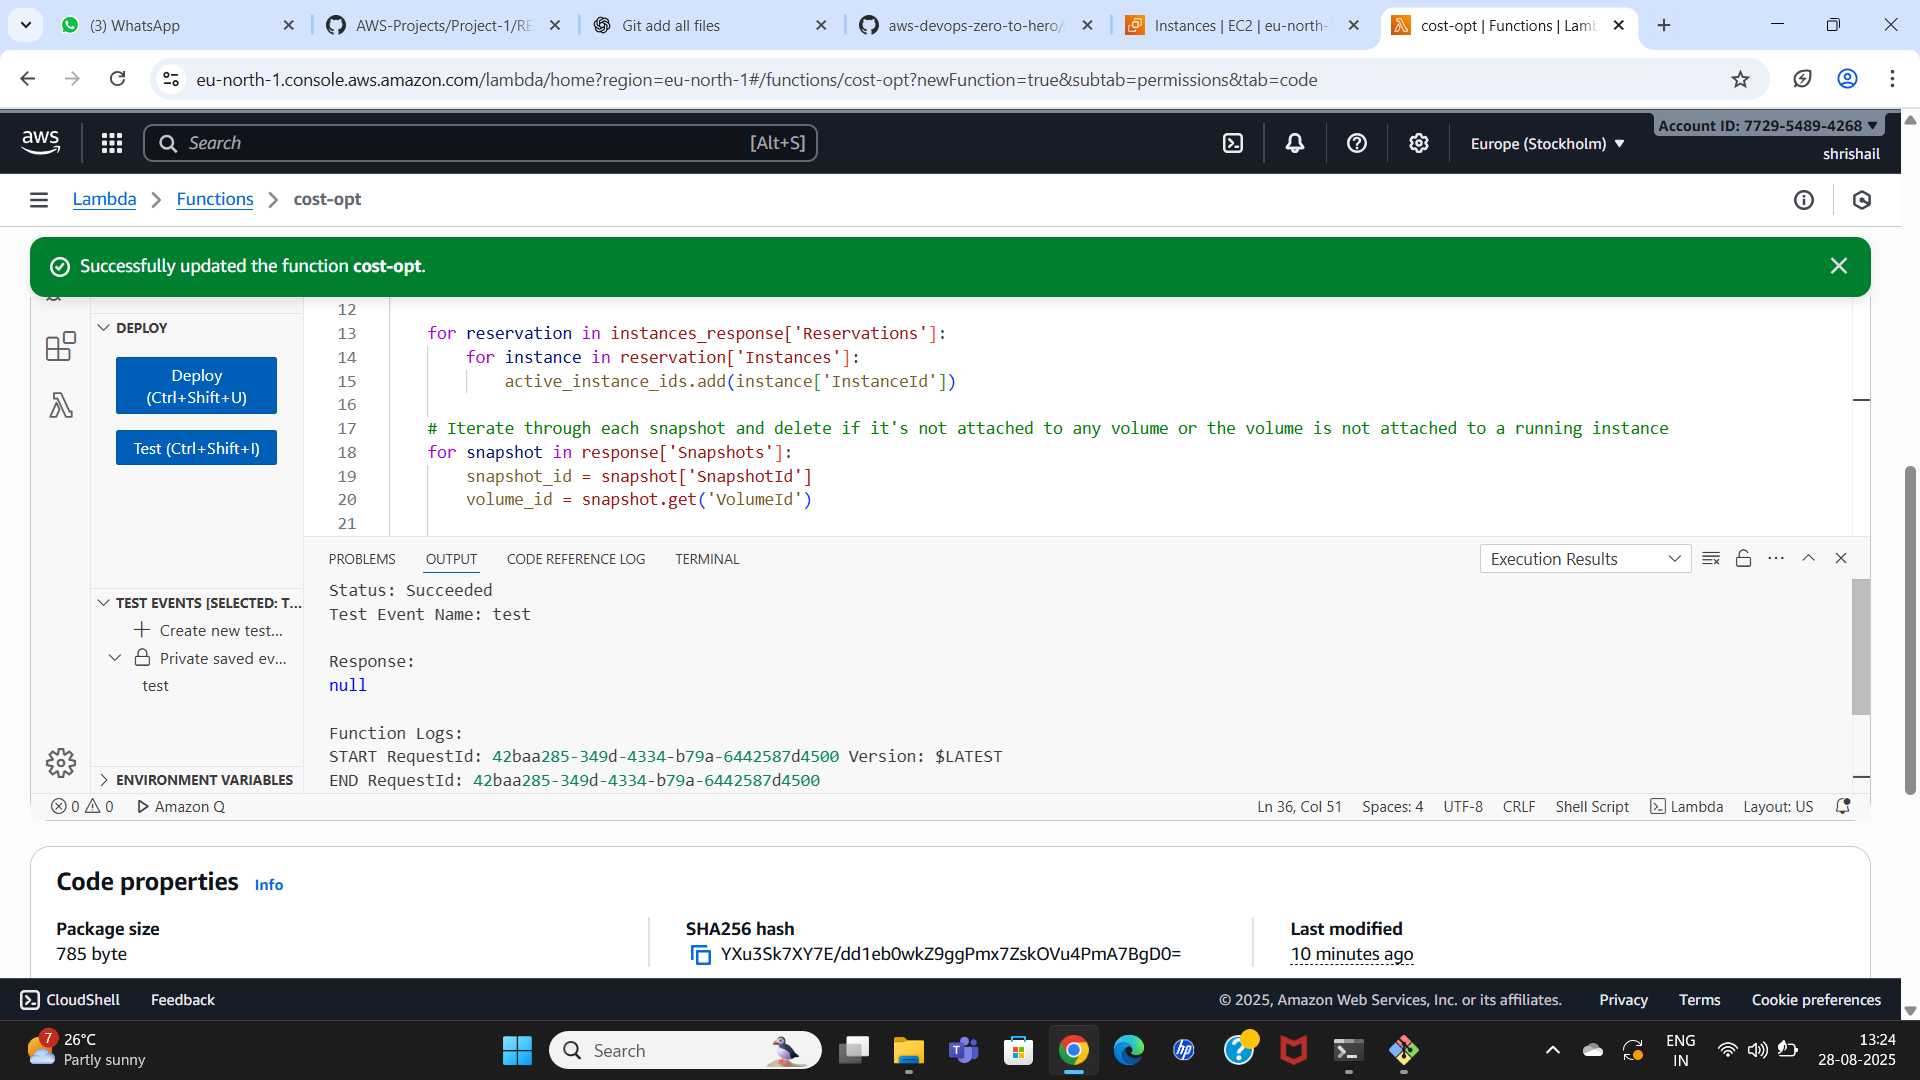 (3) WhatsApp
AWS-Projects/Project-1/RE
Git add all files
aws-devops-zero-to-hero/
Instances | EC2 | eu-north-
cost-opt | Functions | Lamb
eu-north-1.console.aws.amazon.com/lambda/home?region=eu-north-1#/functions/cost-opt?newFunction=true&subtab=permissions&tab=code
aws
Search
[Alt+S]
Europe (Stockholm)
Account ID: 7729-5489-4268
shrishail
Lambda
Functions
cost-opt
Successfully updated the function cost-opt.
DEPLOY
Deploy
(Ctrl+Shift+U)
Test (Ctrl+Shift+I)
TEST EVENTS [SELECTED: T...
Create new test...
Private saved ev...
test
ENVIRONMENT VARIABLES
12
13 for reservation in instances_response['Reservations']:
14 for instance in reservation['Instances']:
15 active_instance_ids.add(instance['InstanceId'])
16
17 # Iterate through each snapshot and delete if it's not attached to any volume or the volume is not attached to a running instance
18 for snapshot in response['Snapshots']:
19 snapshot_id = snapshot['SnapshotId']
20 volume_id = snapshot.get('VolumeId')
21
PROBLEMS OUTPUT CODE REFERENCE LOG TERMINAL
Execution Results
Status: Succeeded
Test Event Name: test
Response:
null
Function Logs:
START RequestId: 42baa285-349d-4334-b79a-6442587d4500 Version: $LATEST
END RequestId: 42baa285-349d-4334-b79a-6442587d4500
0 0 Amazon Q
Ln 36, Col 51 Spaces: 4 UTF-8 CRLF Shell Script Lambda Layout: US
Code properties Info
Package size
785 byte
SHA256 hash
YXu3Sk7XY7E/dd1eb0wkZ9ggPmx7ZskOVu4PmA7BgD0=
Last modified
10 minutes ago
CloudShell Feedback
© 2025, Amazon Web Services, Inc. or its affiliates. Privacy Terms Cookie preferences
7
26°C
Partly sunny
Search
ENG
IN
13:24
28-08-2025